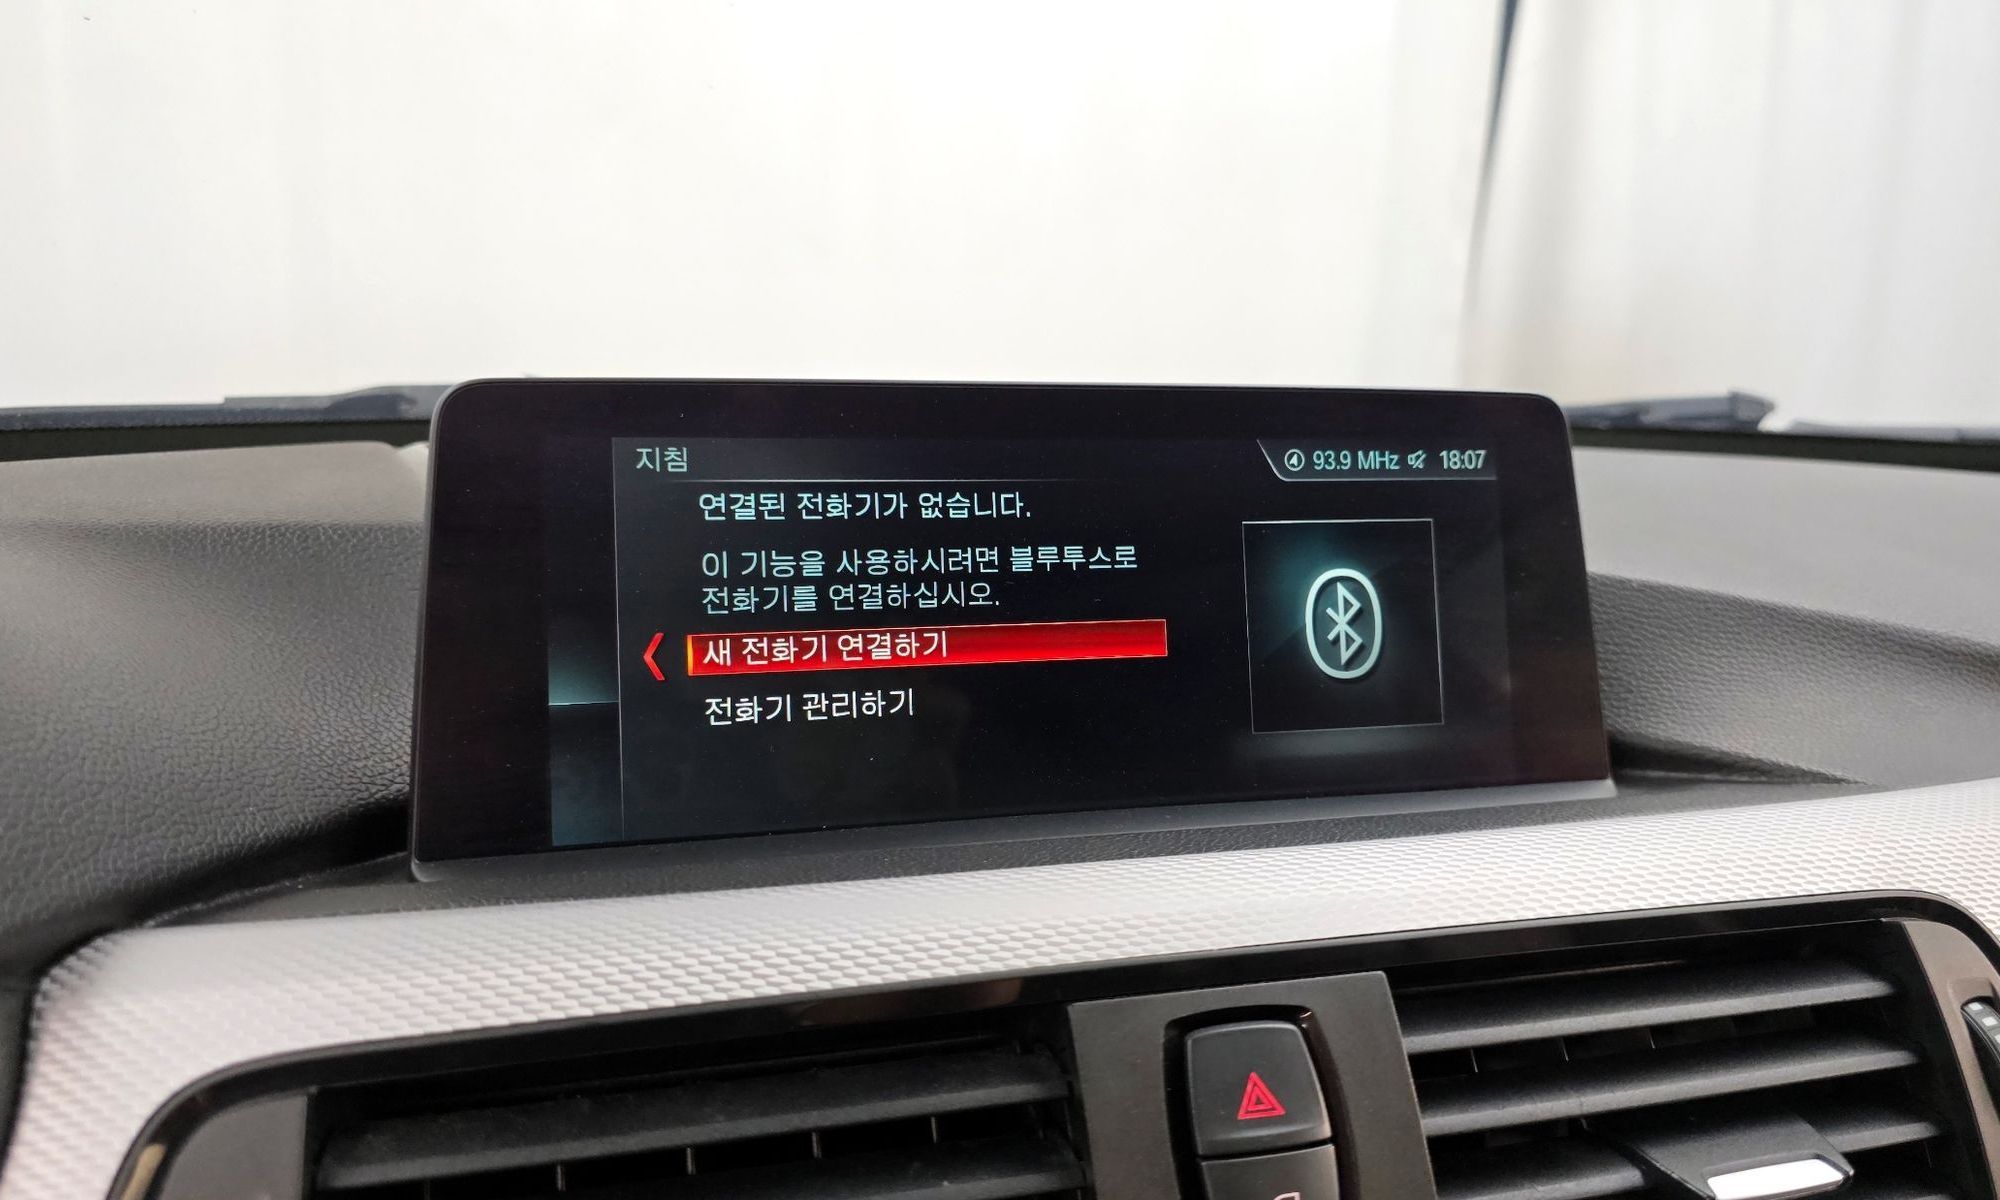 지침
93.9 MHz 18:07
연결된 전화기가 없습니다.
이 기능을 사용하시려면 블루투스로
전화기를 연결하십시오.
새 전화기 연결하기
전화기 관리하기